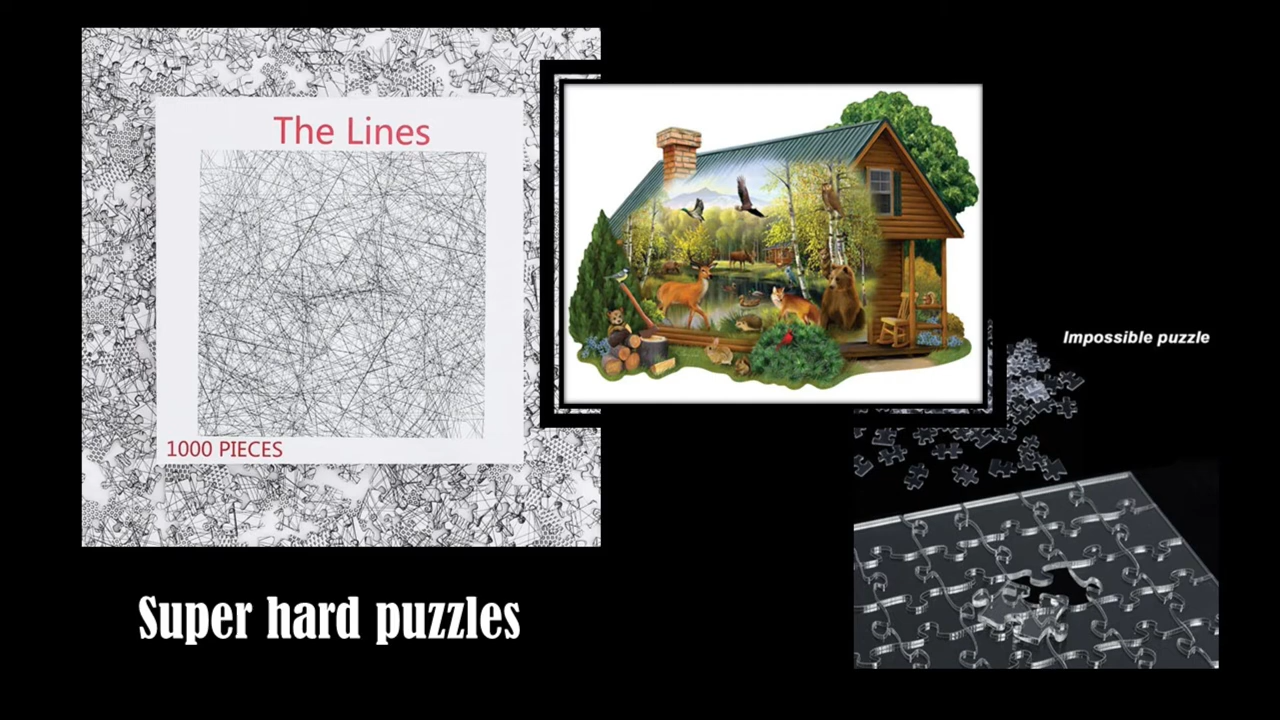 The Lines
1000 PIECES
Impossible puzzle
Super hard puzzles